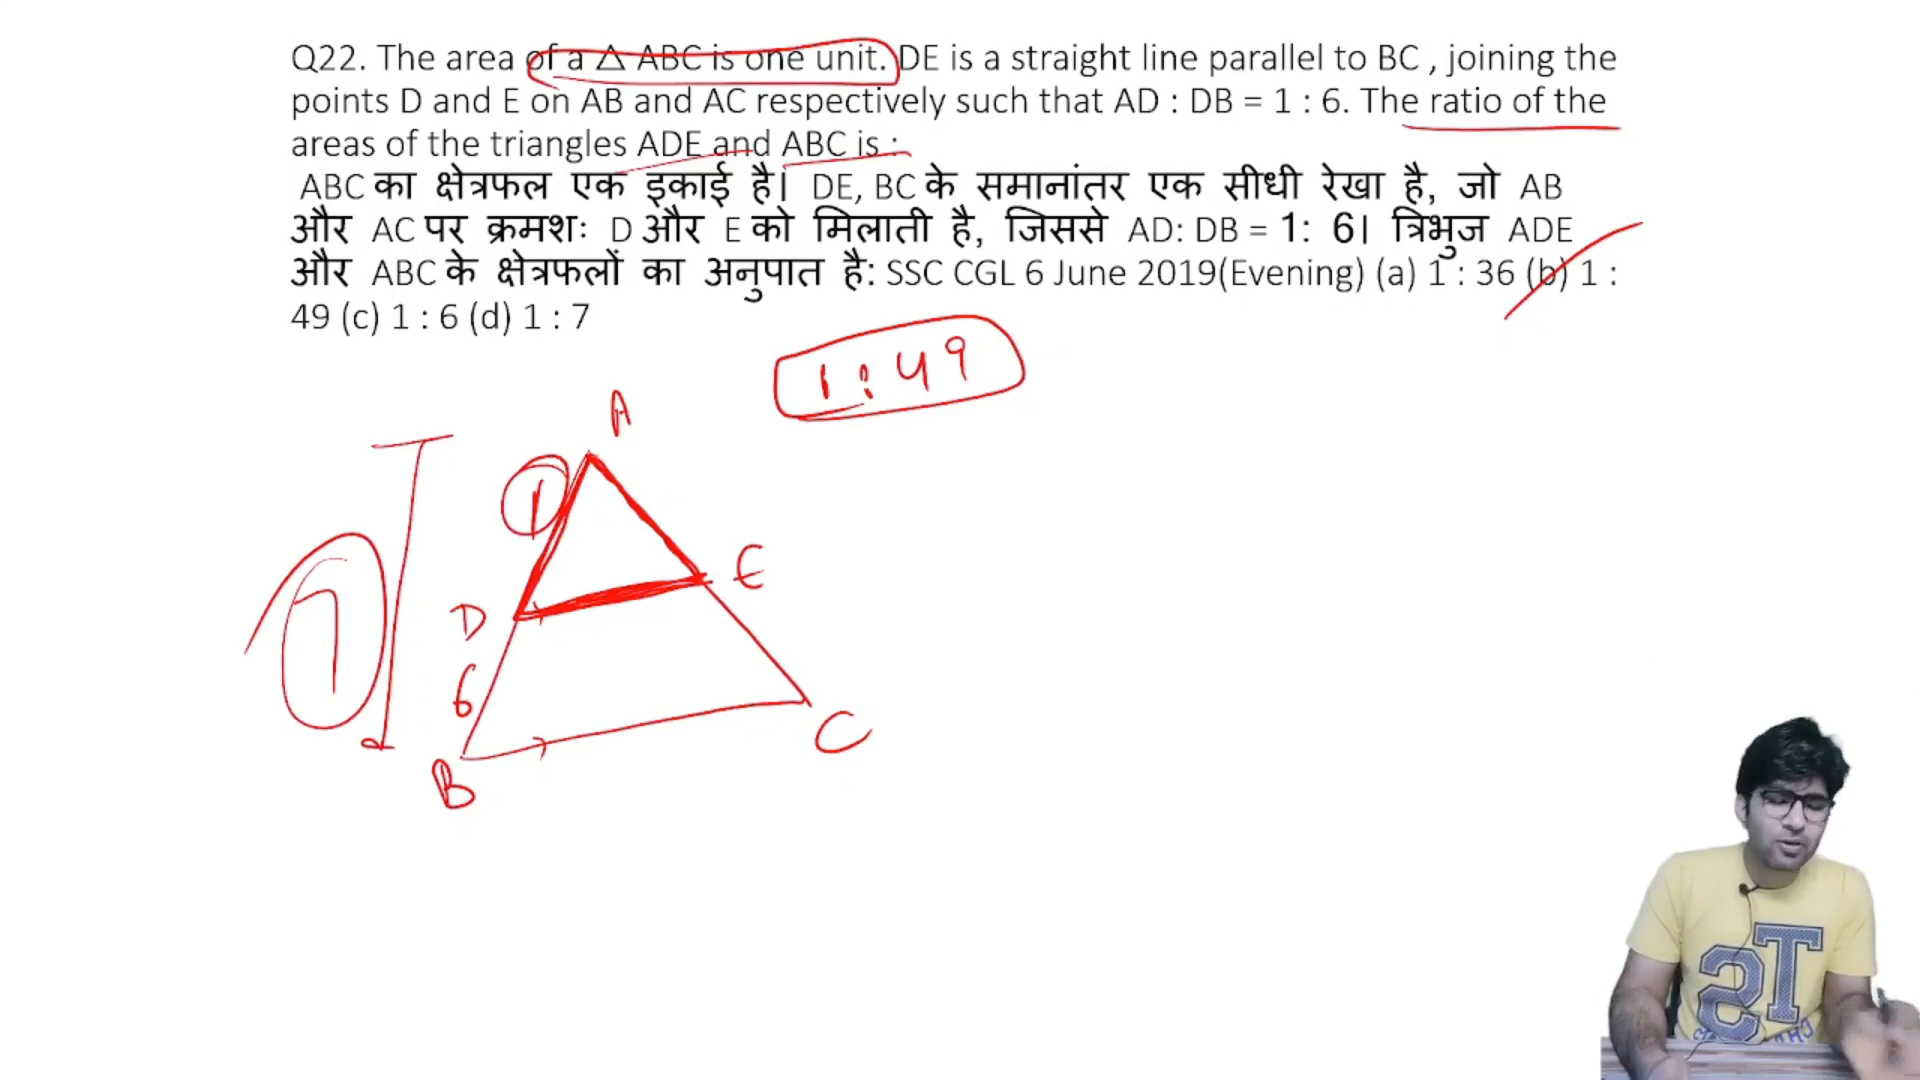 Q22. The area of a △ ABC is one unit. DE is a straight line parallel to BC , joining the
points D and E on AB and AC respectively such that AD : DB = 1 : 6. The ratio of the
areas of the triangles ADE and ABC is :
ABC का क्षेत्रफल एक इकाई है। DE, BC के समानांतर एक सीधी रेखा है, जो AB
और AC पर क्रमशः D और E को मिलाती है, जिससे AD: DB = 1: 6। त्रिभुज ADE
और ABC के क्षेत्रफलों का अनुपात है: SSC CGL 6 June 2019(Evening) (a) 1 : 36 (b) 1 :
49 (c) 1 : 6 (d) 1 : 7
1:49
A
1
E
D
7
6
C
B